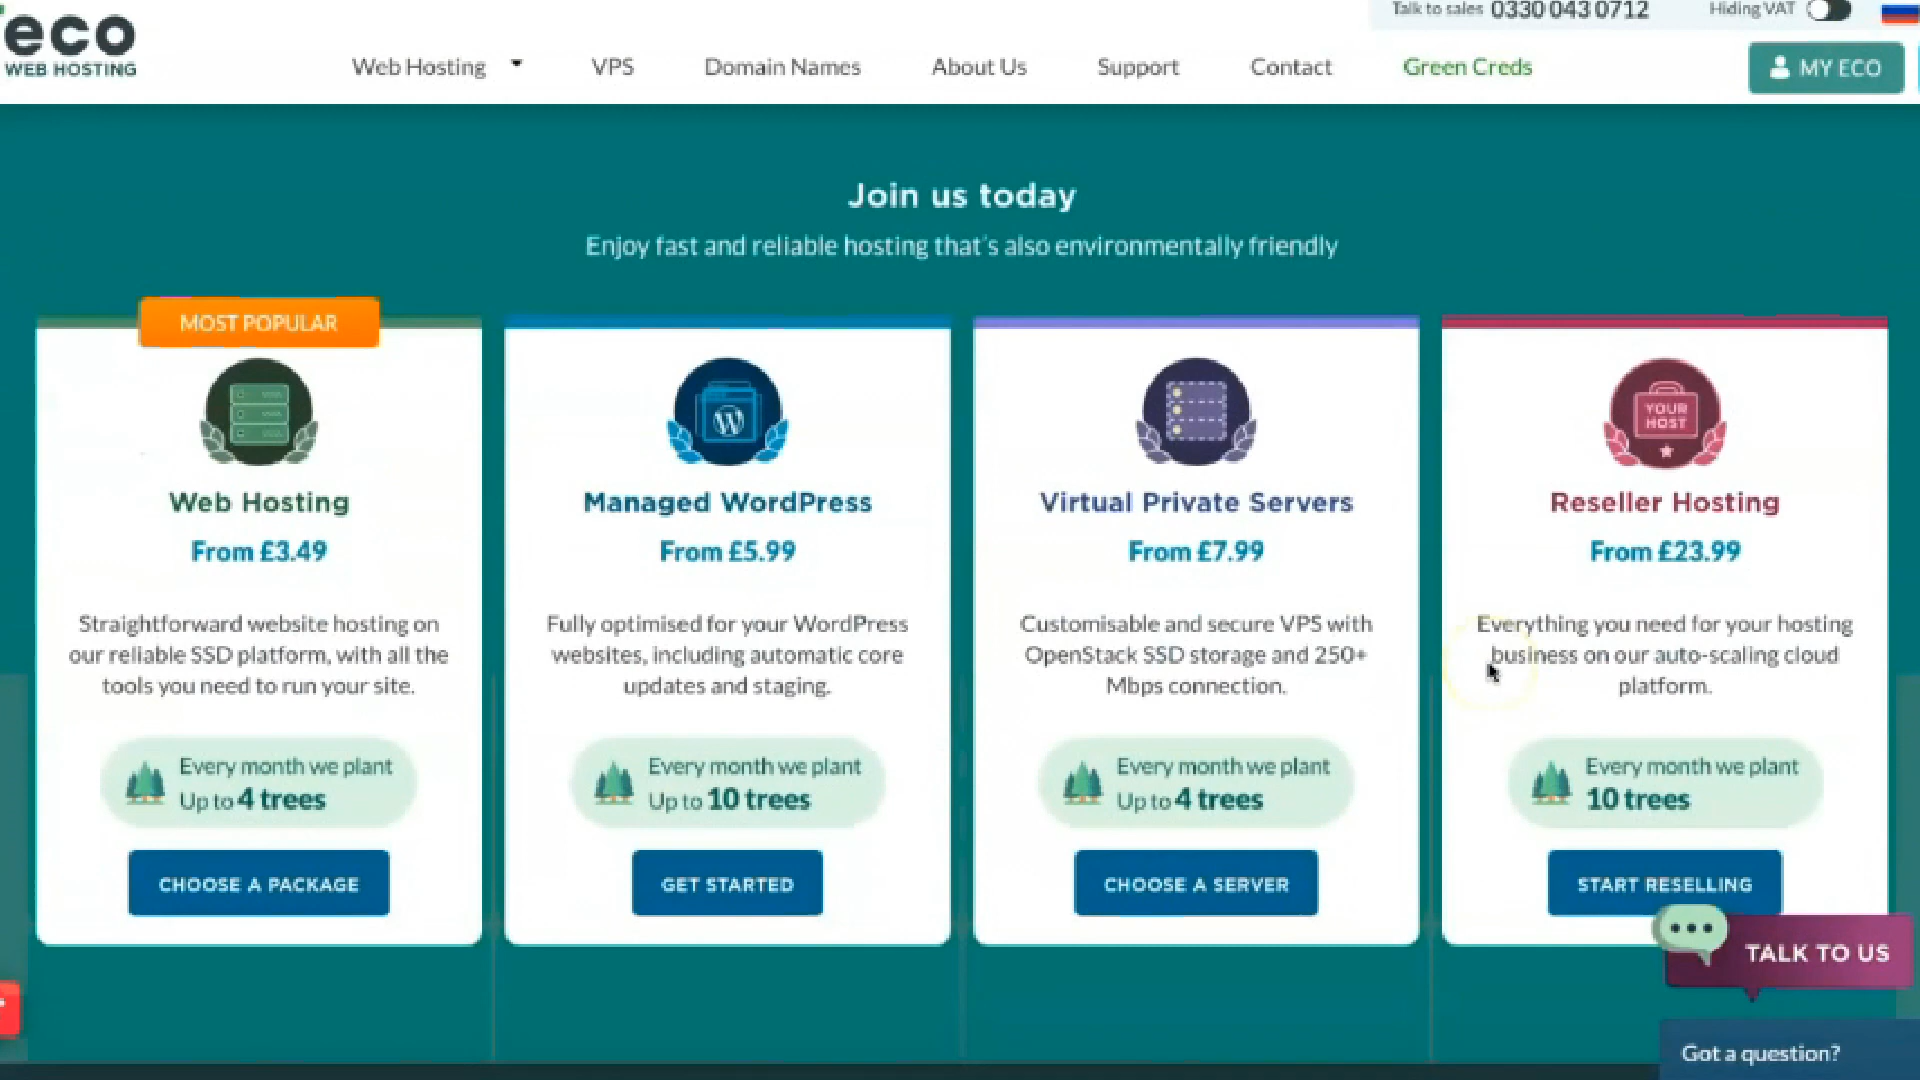 Talk to sales 0330 043 0712
Hiding VAT
eco
WEB HOSTING
Web Hosting
VPS
Domain Names
About Us
Support
Contact
Green Creds
MY ECO
Join us today
Enjoy fast and reliable hosting that's also environmentally friendly
MOST POPULAR
Web Hosting
From £3.49
Straightforward website hosting on
our reliable SSD platform, with all the
tools you need to run your site.
Every month we plant
Up to 4 trees
CHOOSE A PACKAGE
Managed WordPress
From £5.99
Fully optimised for your WordPress
websites, including automatic core
updates and staging.
Every month we plant
Up to 10 trees
GET STARTED
Virtual Private Servers
From £7.99
Customisable and secure VPS with
OpenStack SSD storage and 250+
Mbps connection.
Every month we plant
Up to 4 trees
CHOOSE A SERVER
YOUR
HOST
Reseller Hosting
From £23.99
Everything you need for your hosting
business on our auto-scaling cloud
platform.
Every month we plant
10 trees
START RESELLING
TALK TO US
Got a question?